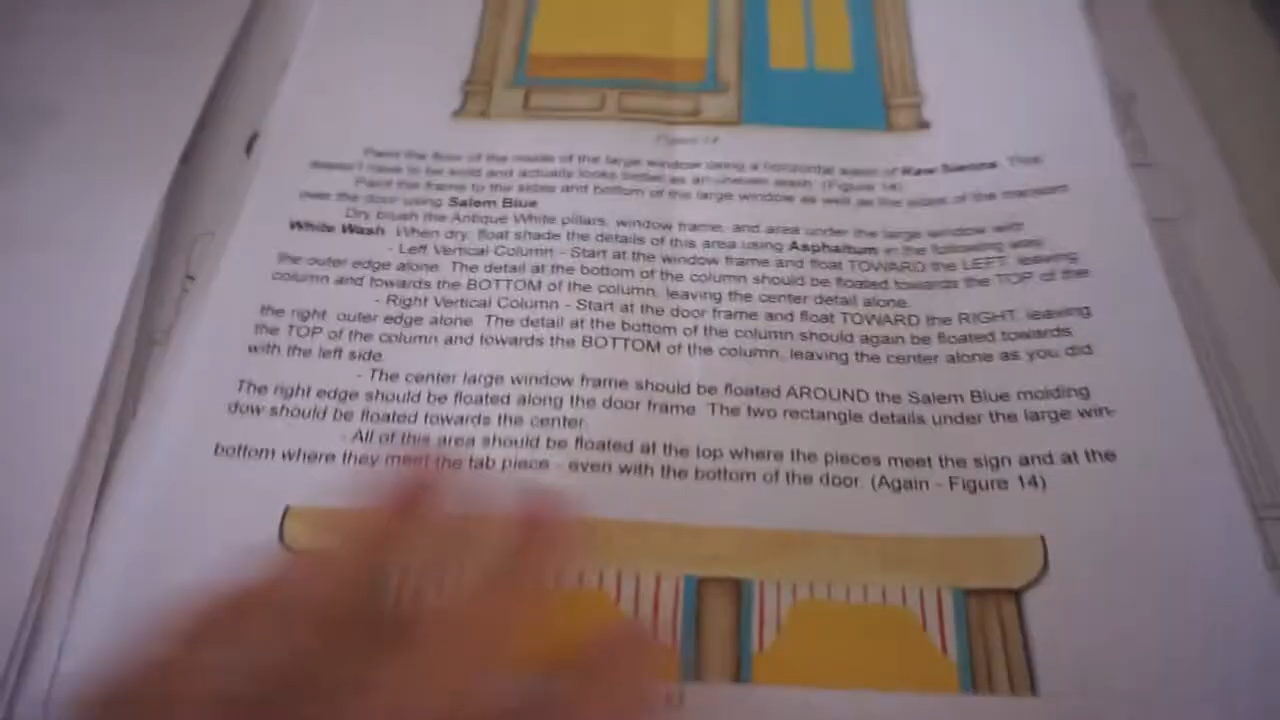 Figure 14
Paint the floor of the inside of the large window using a horizontal wash of Raw Sienna. This
doesn't have to be solid and actually looks better as an uneven wash. (Figure 14)
Paint the frame to the sides and bottom of the large window as well as the edges of the
over the door using Salem Blue
Dry brush the Antique White pillars, window frame, and area under the large window with
White Wash. When dry, float shade the details of this area using Asphaltum in the following way:
- Left Vertical Column - Start at the window frame and float TOWARD the LEFT, leaving
the outer edge alone. The detail at the bottom of the column should be floated towards the TOP of the
column and towards the BOTTOM of the column, leaving the center detail alone.
- Right Vertical Column - Start at the door frame and float TOWARD the RIGHT, leaving
the right outer edge alone. The detail at the bottom of the column should again be floated towards
the TOP of the column and towards the BOTTOM of the column, leaving the center alone as you did
with the left side.
- The center large window frame should be floated AROUND the Salem Blue molding
The right edge should be floated along the door frame. The two rectangle details under the large win-
dow should be floated towards the center.
- All of this area should be floated at the top where the pieces meet the sign and at the
bottom where they meet the tab piece - even with the bottom of the door. (Again - Figure 14)